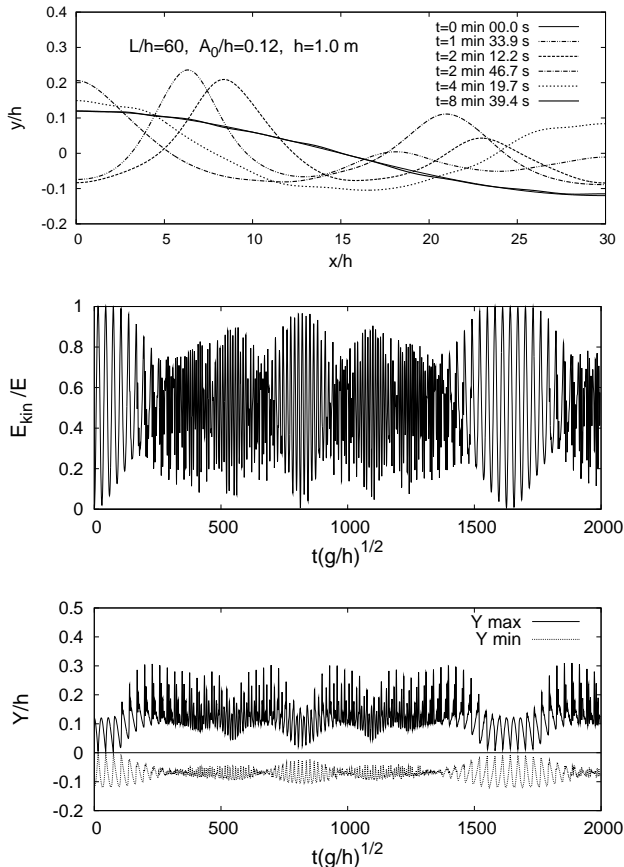 L/h=60, A0/h=0.12, h=1.0 m
t=0 min 00.0 s
t=1 min 33.9 s
t=2 min 12.2 s
t=2 min 46.7 s
t=4 min 19.7 s
t=8 min 39.4 s
y/h
0.4
0.3
0.2
0.1
0
-0.1
-0.2
0 5 10 15 20 25 30
x/h
Ekin /E
1
0.8
0.6
0.4
0.2
0
0 500 1000 1500 2000
t(g/h)1/2
Y max
Y min
Y/h
0.5
0.4
0.3
0.2
0.1
0
-0.1
-0.2
0 500 1000 1500 2000
t(g/h)1/2